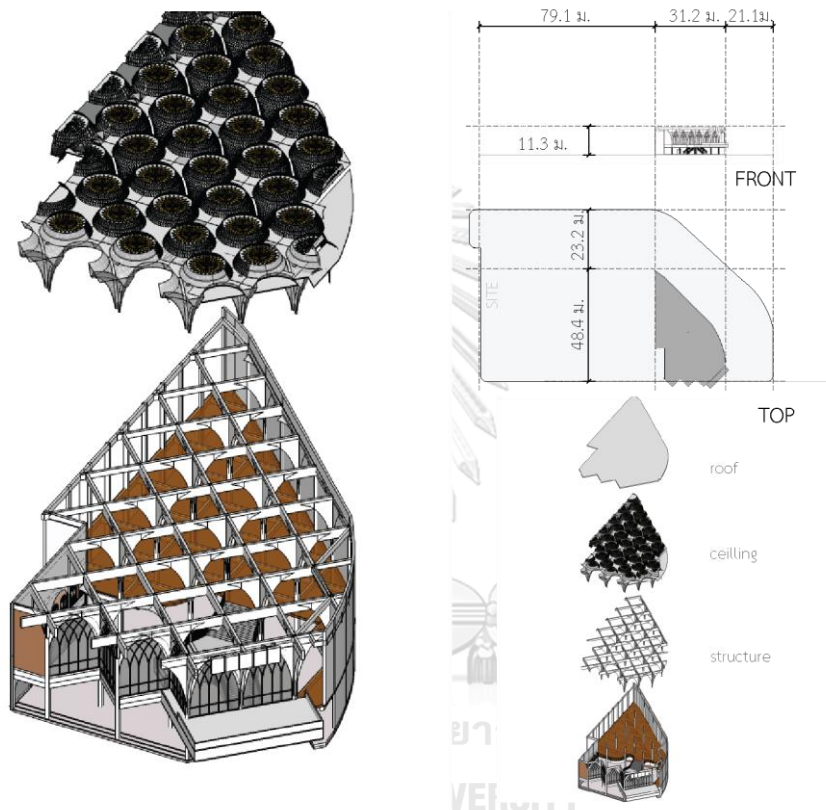 79.1 ม.
31.2 ม.
21.1ม
11.3 ม.
FRONT
23.2 ม.
SITE
48.4 ม.
TOP
roof
ceilling
structure